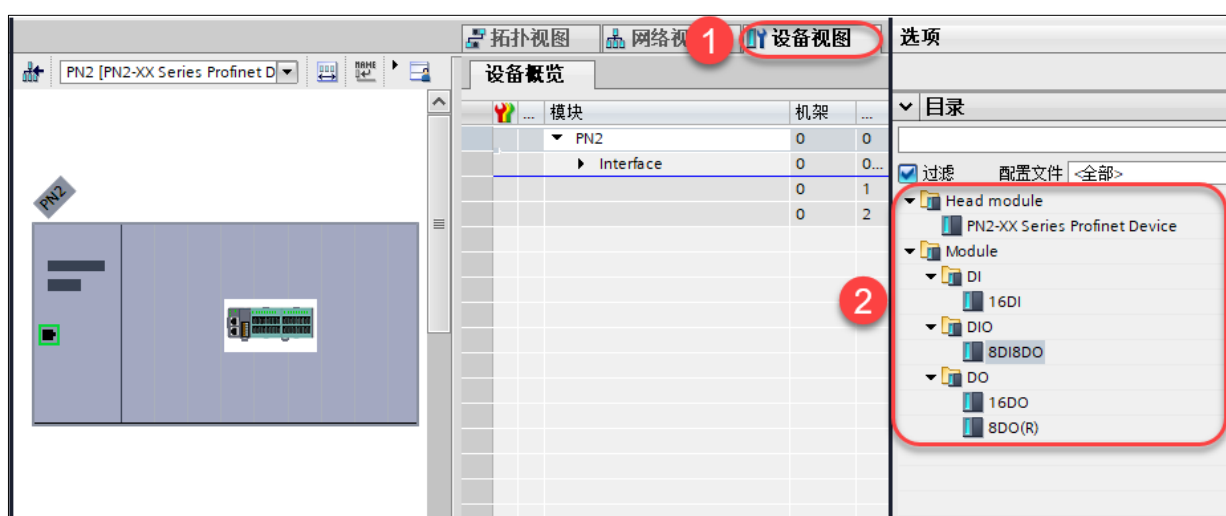 拓扑视图 网络视 1 设备视图 选项
PN2 [PN2-XX Series Profinet D
设备概览
目录
... 模块 机架 ...
PN2 0 0
过滤 配置文件 <全部>
Interface 0 0...
0 1
0 2
PN2
Head module
PN2-XX Series Profinet Device
Module
DI
16DI
2
DIO
8DI8DO
DO
16DO
8DO(R)